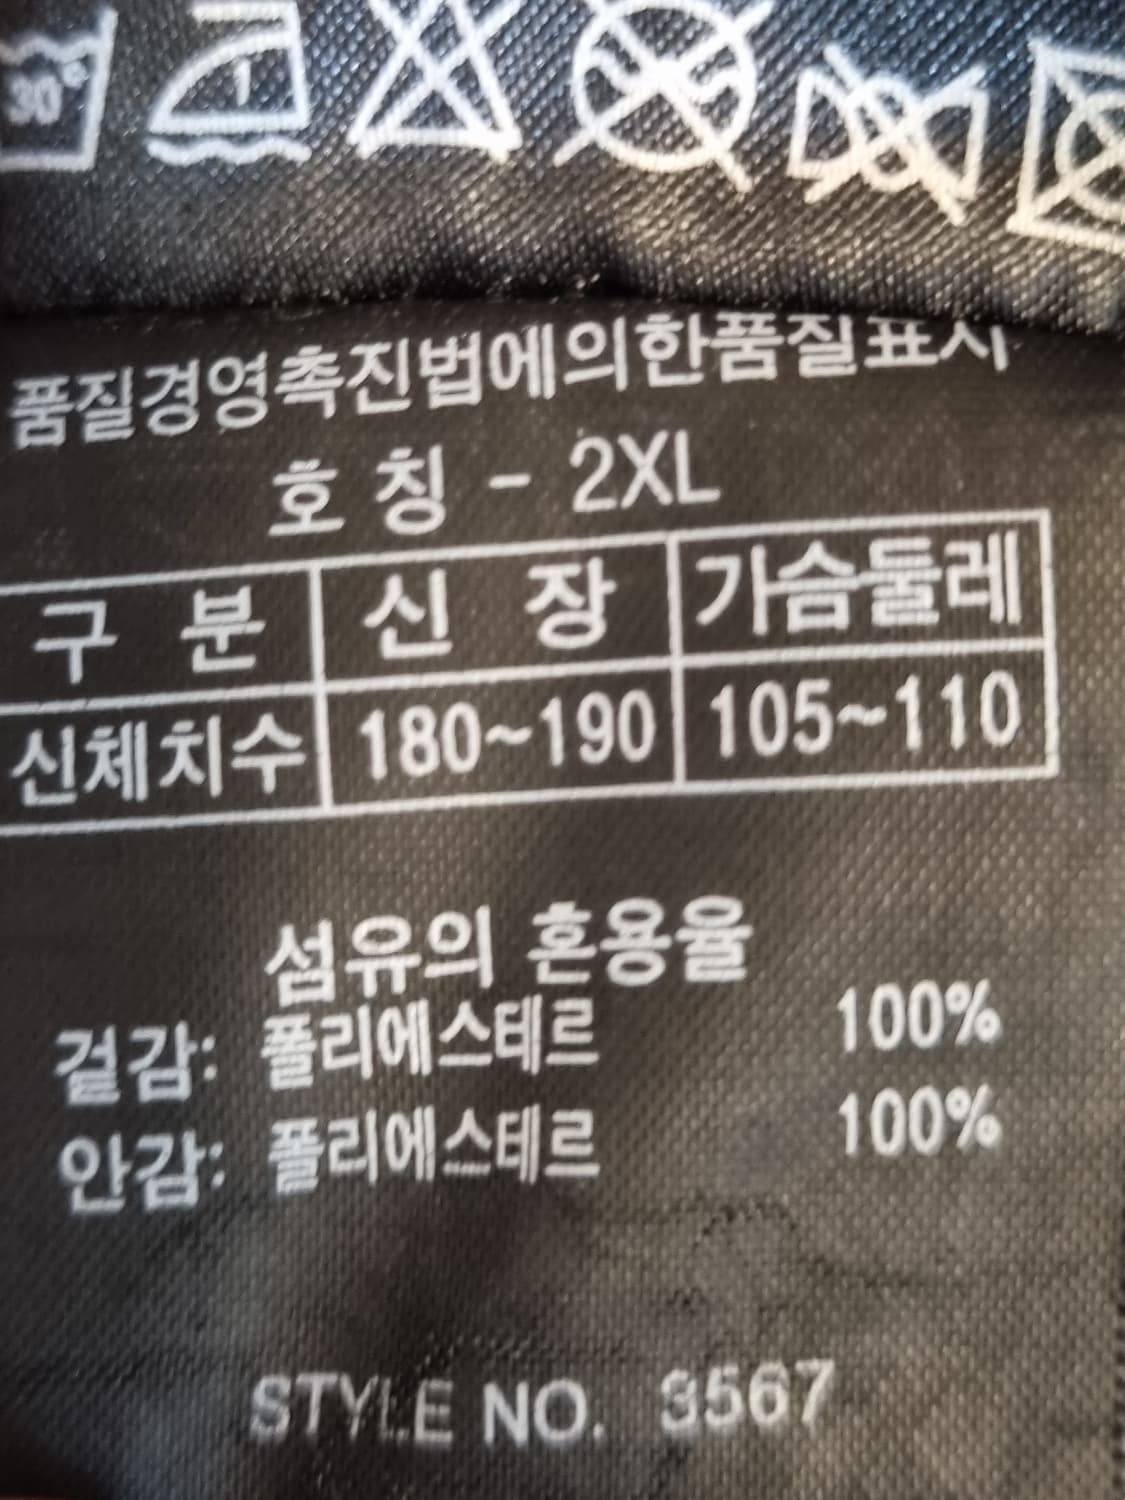 30°
1
품질경영촉진법에의한품질표시
호 칭 - 2XL
구 분 신 장 가슴둘레
신체치수 180~190 105~110
섬유의 혼용율
겉감: 폴리에스테르 100%
안감: 폴리에스테르 100%
STYLE NO. 3567